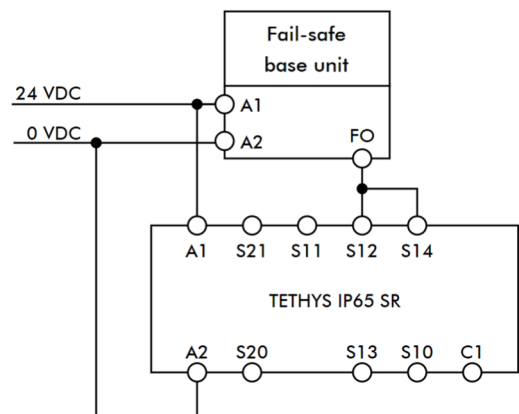 Fail-safe
base unit
24 VDC
A1
0 VDC
A2
FO
A1 S21 S11 S12 S14
TETHYS IP65 SR
A2 S20 S13 S10 C1